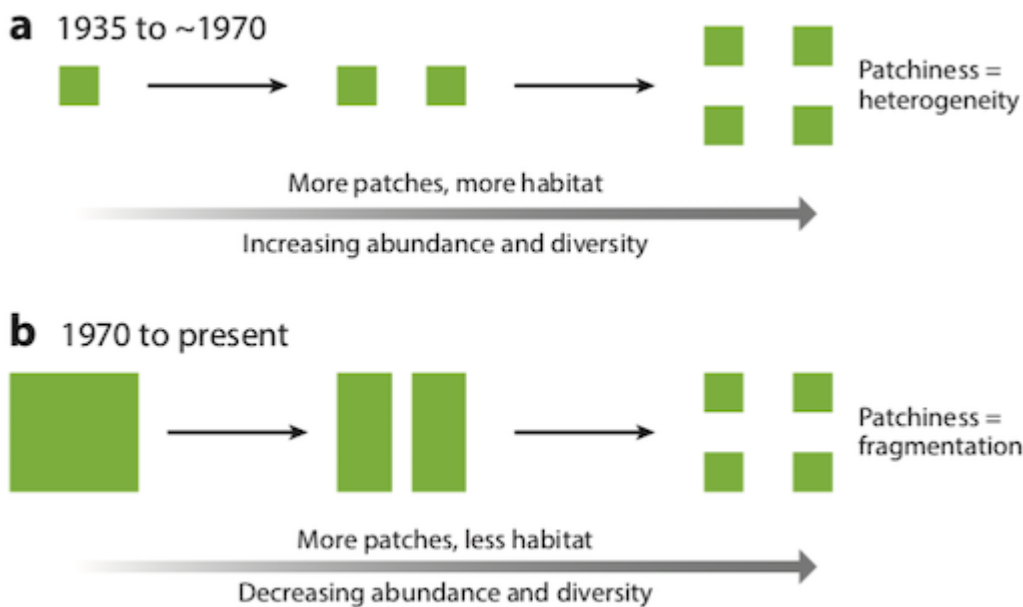 a 1935 to ~1970
Patchiness =
heterogeneity
More patches, more habitat
Increasing abundance and diversity
b 1970 to present
Patchiness =
fragmentation
More patches, less habitat
Decreasing abundance and diversity